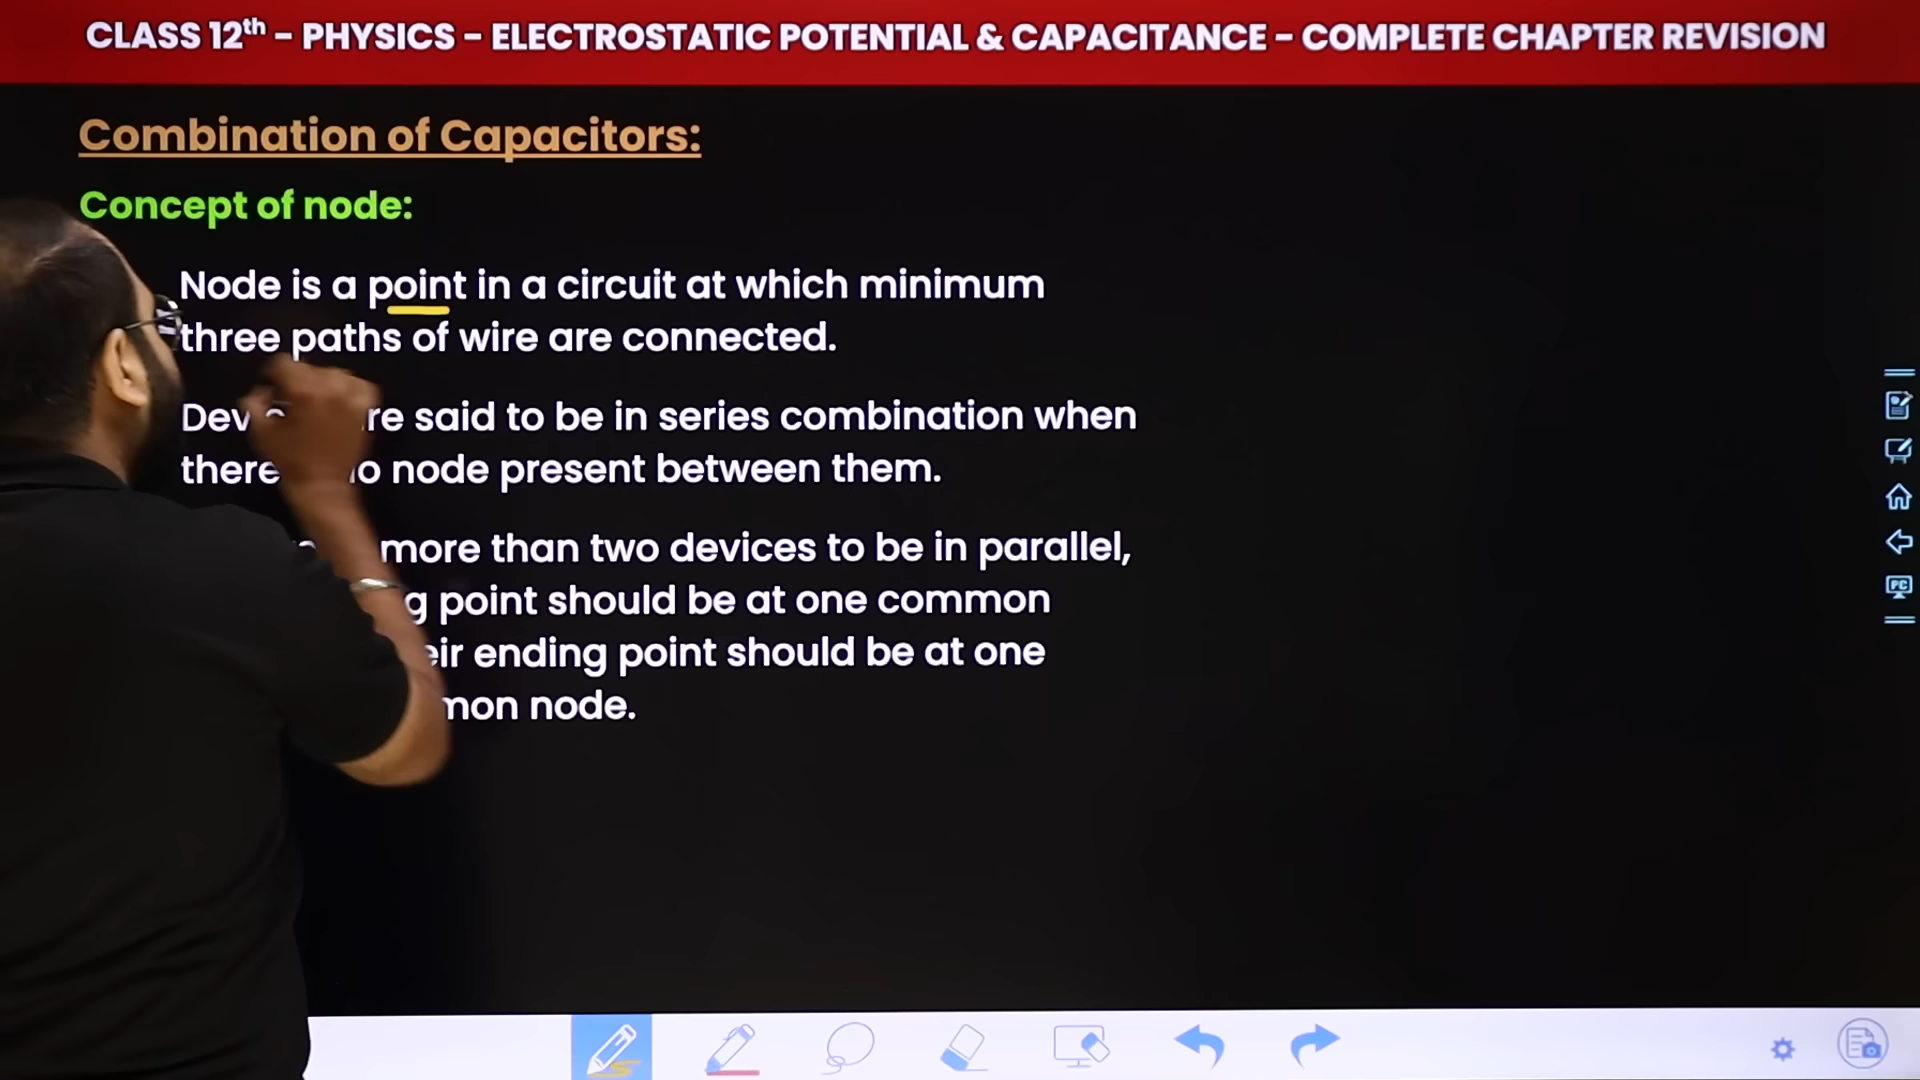 CLASS 12th - PHYSICS - ELECTROSTATIC POTENTIAL & CAPACITANCE - COMPLETE CHAPTER REVISION
Combination of Capacitors:
Concept of node:
Node is a point in a circuit at which minimum
three paths of wire are connected.
said to be in series combination when
there node present between them.
more than two devices to be in parallel,
point should be at one common
ending point should be at one
node.
PC